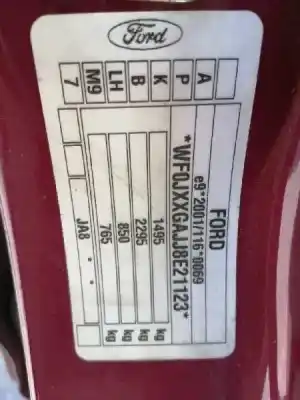 Ford
FORD
e9*2001/116*0069
*WF0JXXGAJJ8E21123*
1495 kg
2295 kg
850 kg
765 kg
JA8 * *
A
P
K
B
LH
M9
7